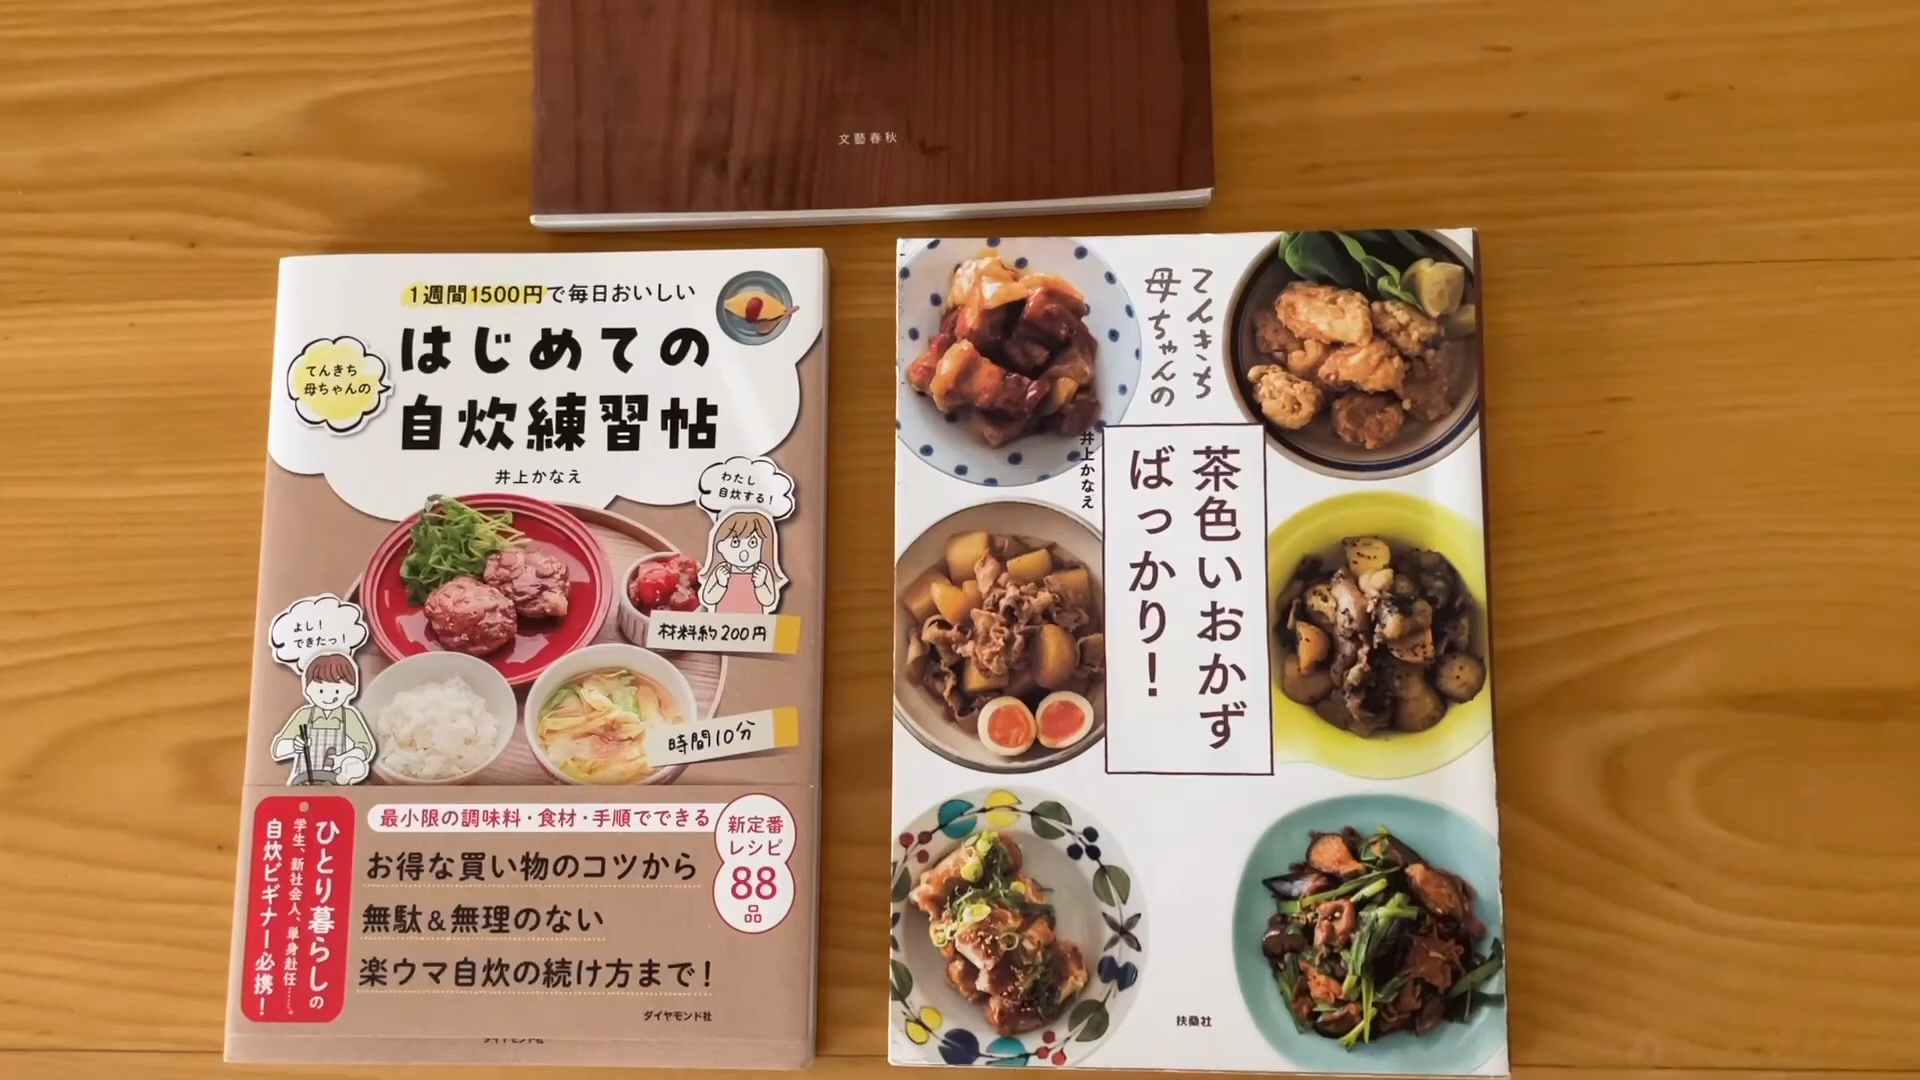 文藝春秋
1週間1500円で毎日おいしい
てんきち
母ちゃんの
はじめての
自炊練習帖
井上かなえ
わたし
自炊する!
よし!
できたっ!
材料約200円
時間10分
最小限の調味料・食材・手順でできる
お得な買い物のコツから
無駄&無理のない
楽ウマ自炊の続け方まで!
新定番
レシピ
88
品
ひとり暮らしの
学生、新社会人、単身赴任……。
自炊ビギナー必携!
ダイヤモンド社
ダイヤモンド社
てんきち
母ちゃんの
茶色いおかず
ばっかり!
井上かなえ
扶桑社